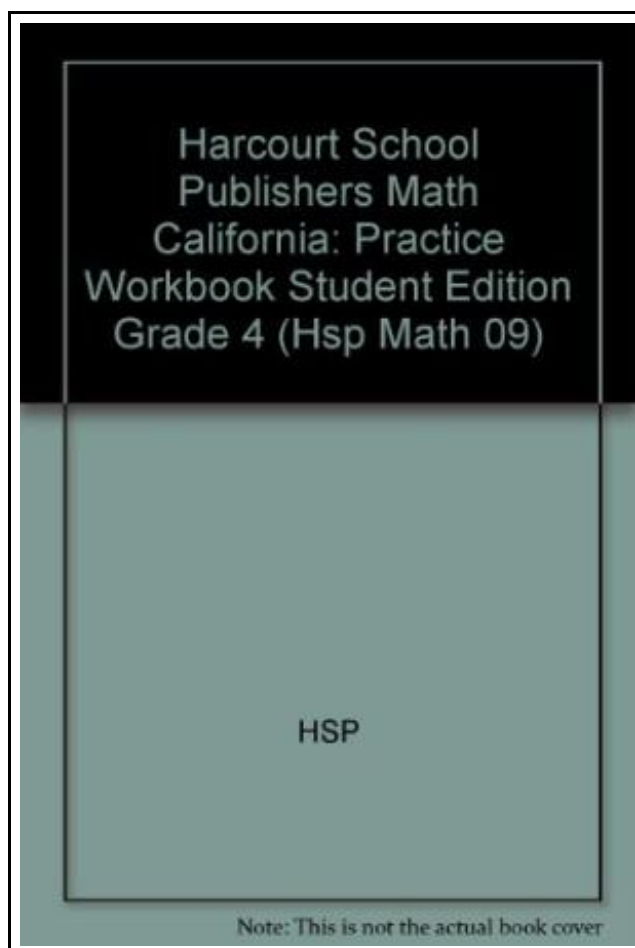 Harcourt School
Publishers Math
California: Practice
Workbook Student Edition
Grade 4 (Hsp Math 09)
HSP
Note: This is not the actual book cover